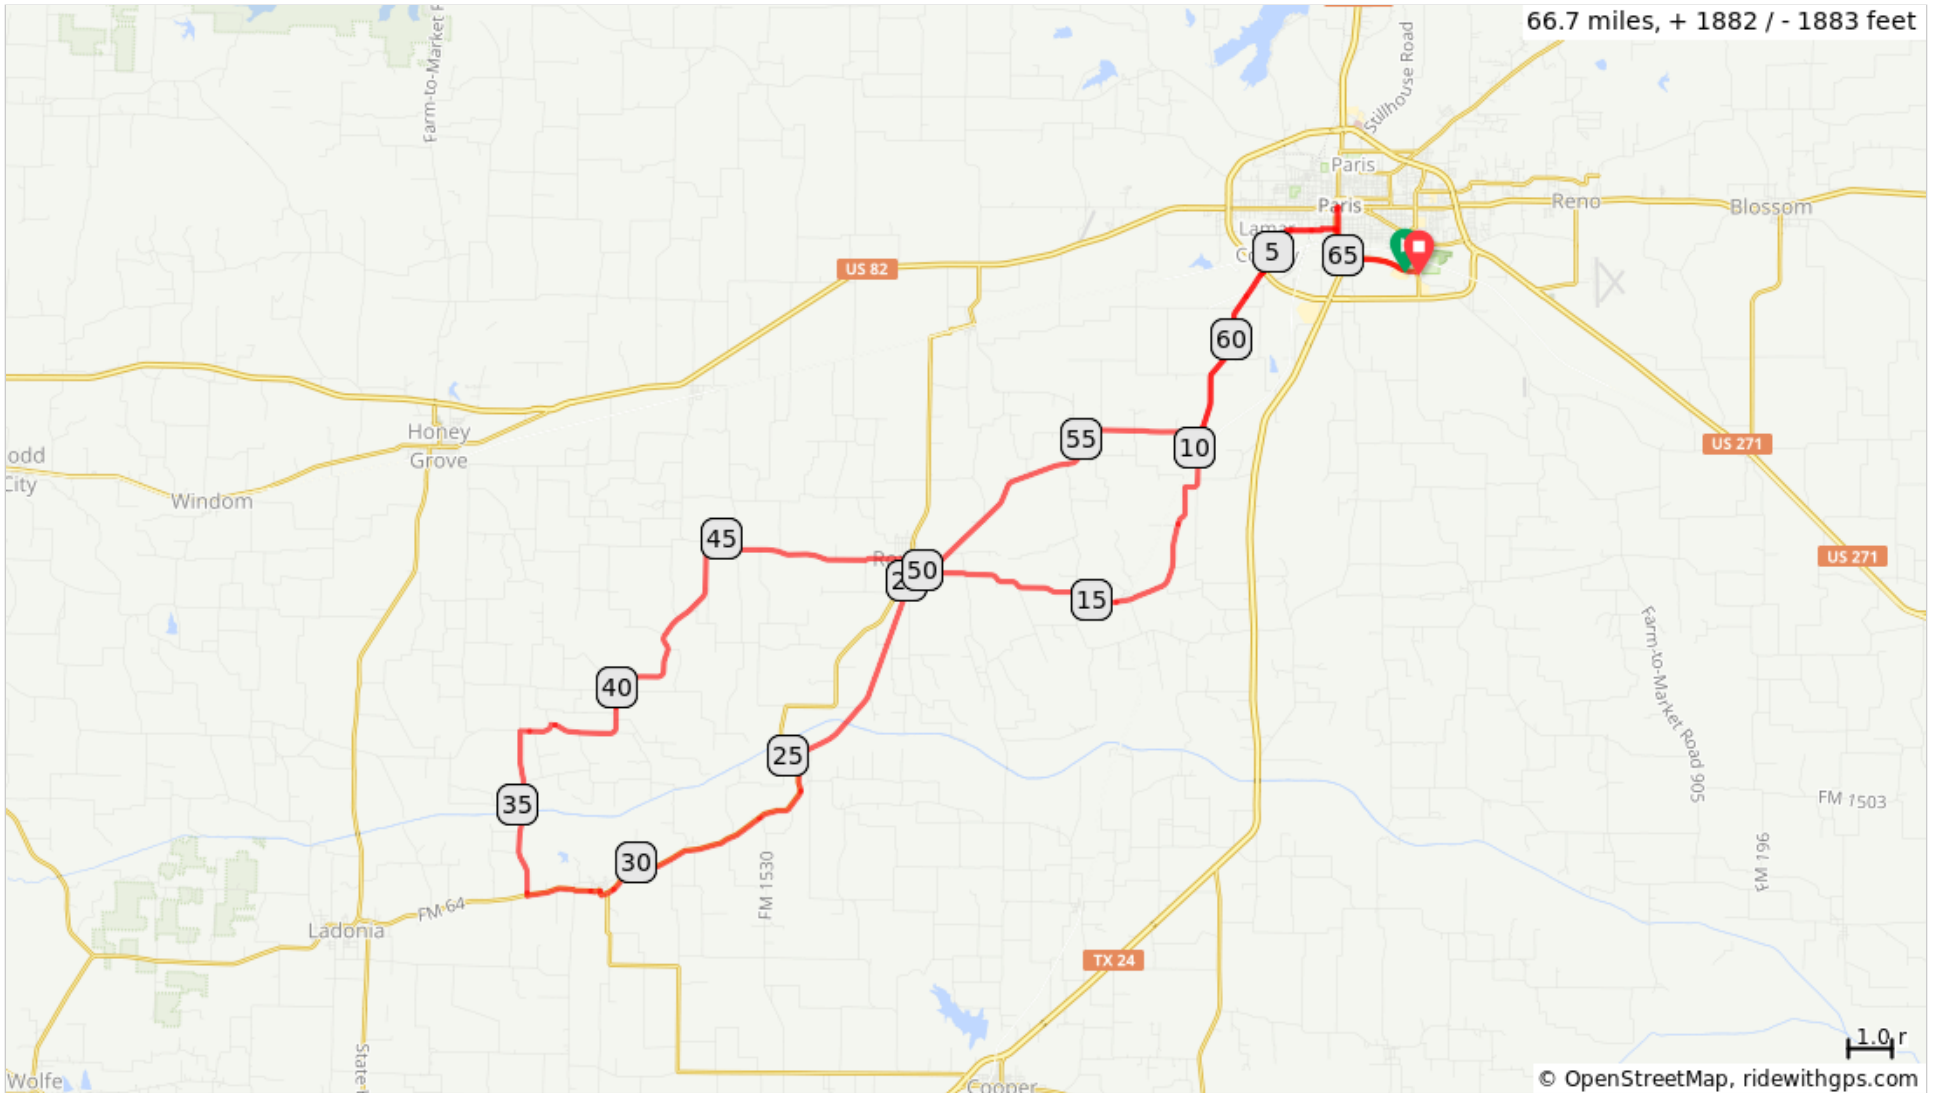 66.7 miles, + 1882 / - 1883 feet
Farm-to-Market
Stillhouse Road
Paris
Paris
Reno
Blossom
Lamar
5
65
US 82
60
Honey
Grove
55
10
US 271
City
Windom
45
50
15
US 271
40
Farm-to-Market Road 905
25
35
FM 1503
30
FM 1530
FM 196
FM 64
Ladonia
TX 24
State
1.0
Wolfe
Cooper
© OpenStreetMap, ridewithgps.com